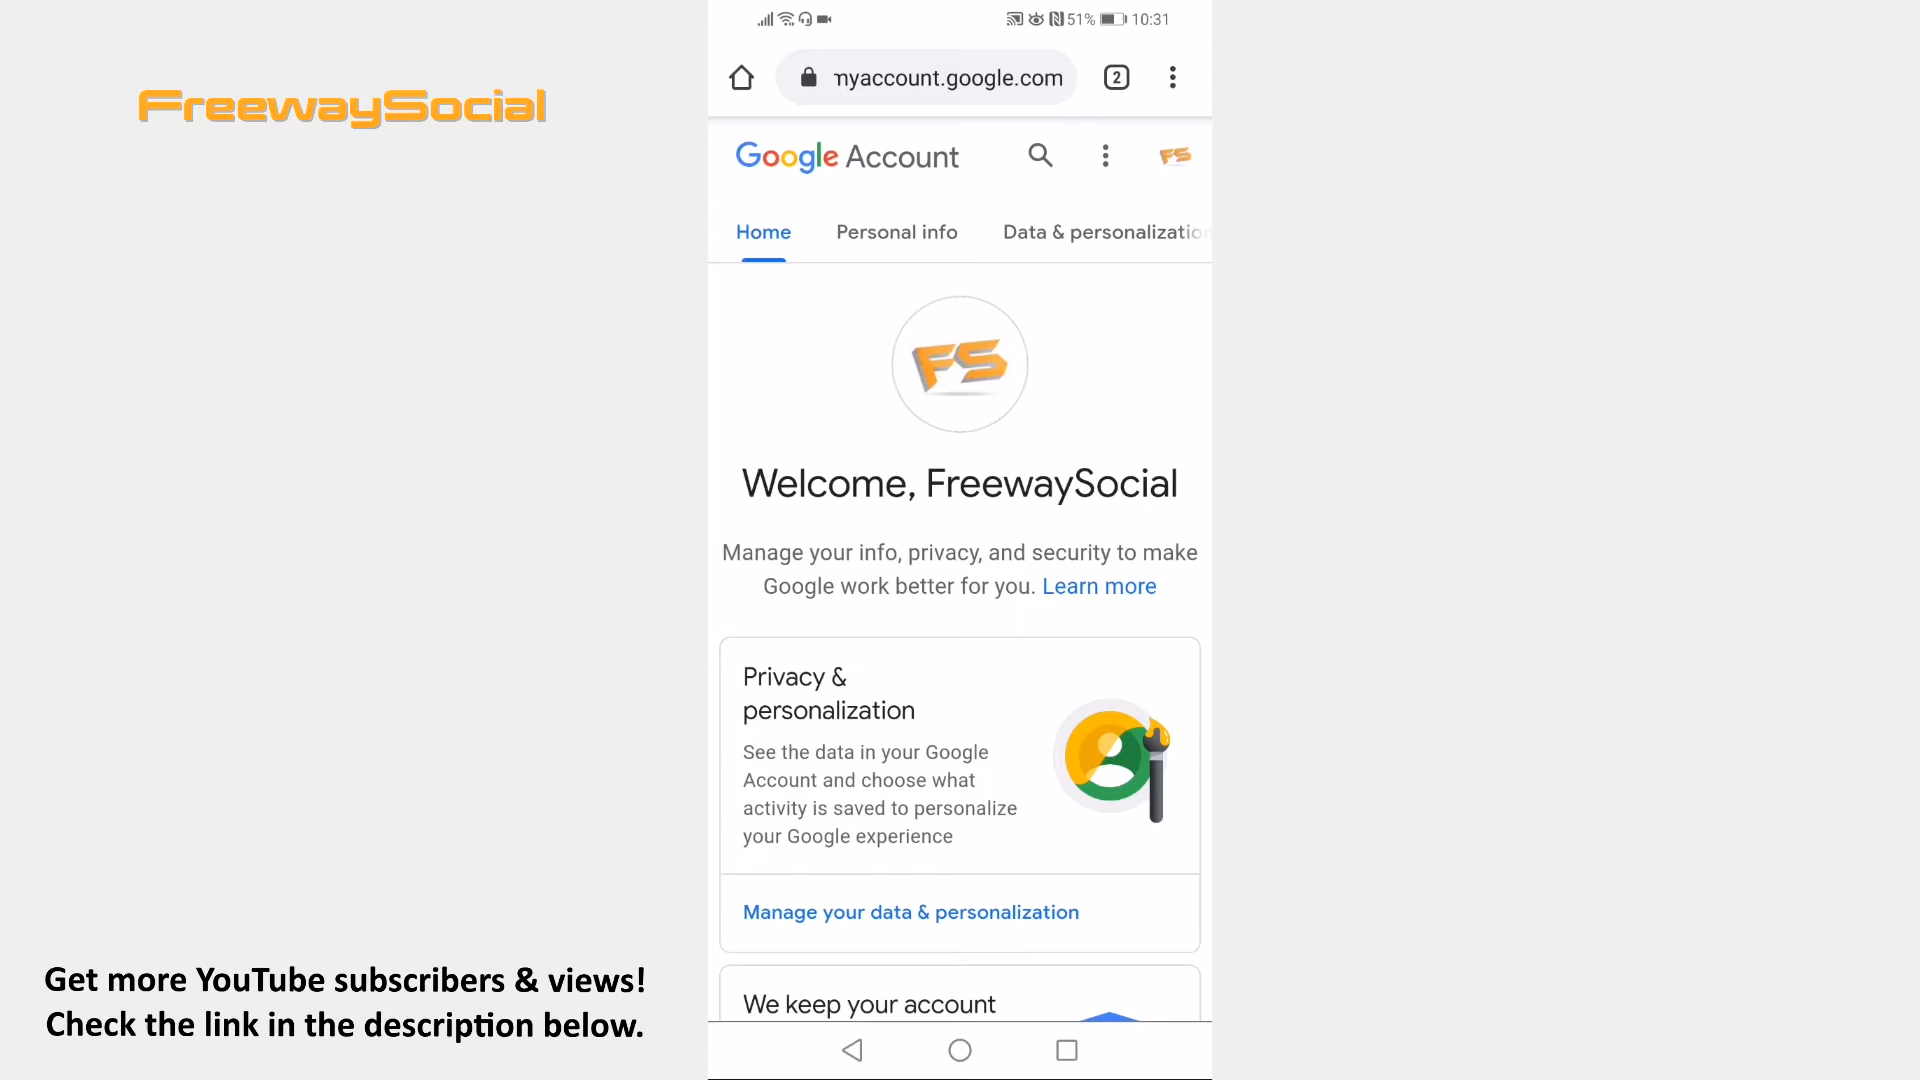 51% 10:31
FreewaySocial
myaccount.google.com
2
Google Account
FS
Home Personal info Data & personalization
FS
Welcome, FreewaySocial
Manage your info, privacy, and security to make
Google work better for you. Learn more
Privacy &
personalization
See the data in your Google
Account and choose what
activity is saved to personalize
your Google experience
Manage your data & personalization
We keep your account
Get more YouTube subscribers & views!
Check the link in the description below.